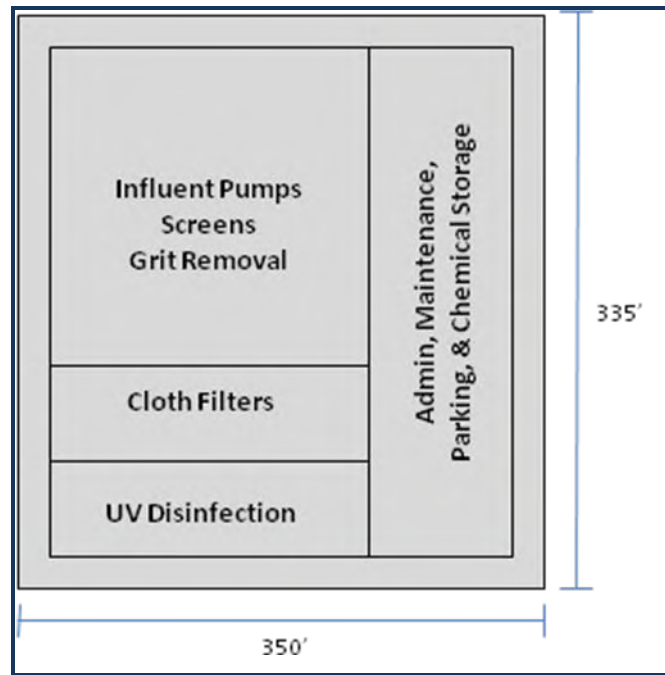 Influent Pumps
Screens
Grit Removal
Cloth Filters
UV Disinfection
Admin, Maintenance,
Parking, & Chemical Storage
335'
350'